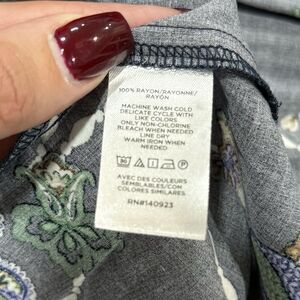 100% RAYON/RAYONNE/
RAYÓN
MACHINE WASH COLD
DELICATE CYCLE WITH
LIKE COLORS
ONLY NON-CHLORINE
BLEACH WHEN NEEDED
LINE DRY
WARM IRON WHEN
NEEDED
AVEC DES COULEURS
SEMBLABLES/CON
COLORES SIMILARES
RN#140923